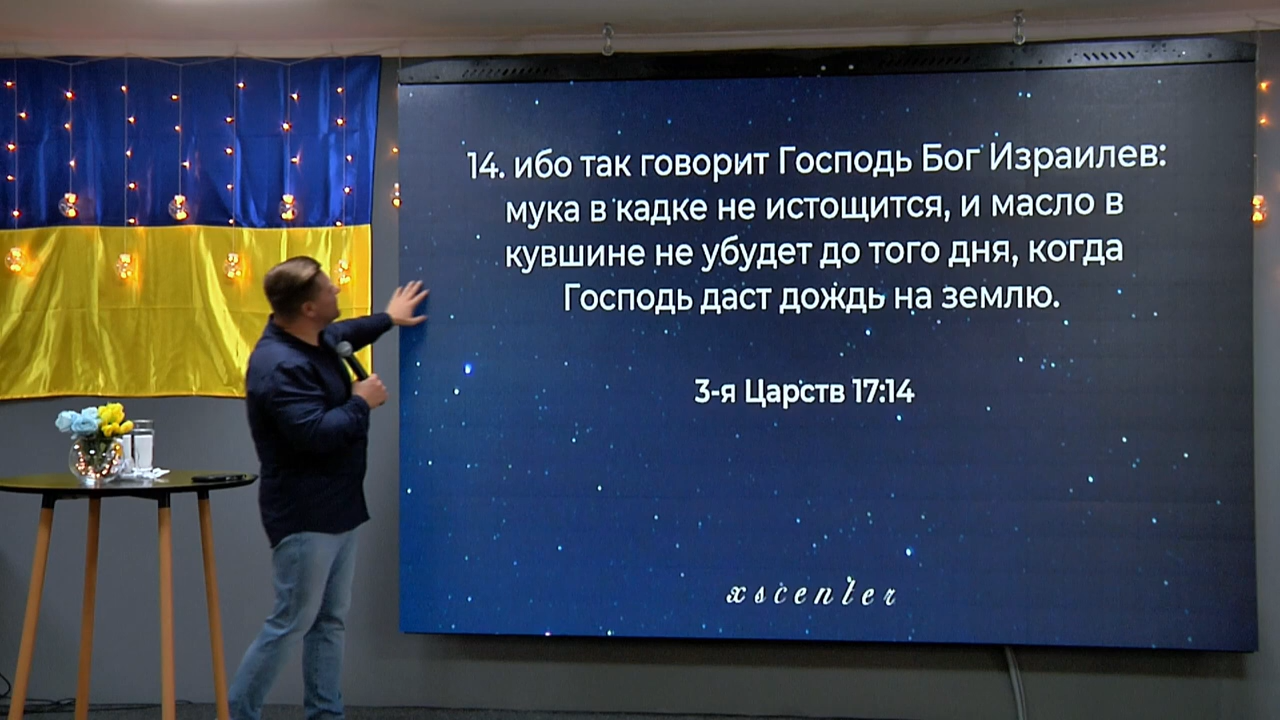 14. ибо так говорит Господь Бог Израилев:
мука в кадке не истощится, и масло в
кувшине не убудет до того дня, когда
Господь даст дождь на землю.
3-я Царств 17:14
xscenter